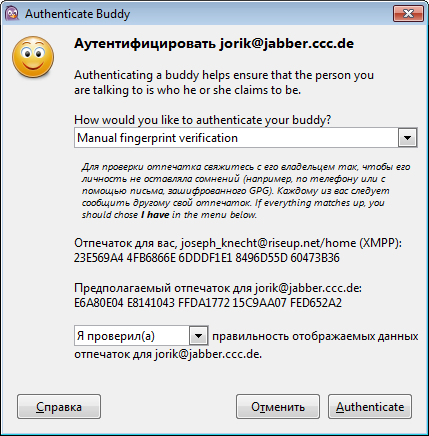 Authenticate Buddy
Аутентифицировать jorik@jabber.ccc.de
Authenticating a buddy helps ensure that the person you
are talking to is who he or she claims to be.
How would you like to authenticate your buddy?
Manual fingerprint verification
Для проверки отпечатка свяжитесь с его владельцем так, чтобы его
личность не оставляла сомнений (например, по телефону или с
помощью письма, зашифрованного GPG). Каждому из вас следует
сообщить другому свой отпечаток. If everything matches up, you
should chose I have in the menu below.
Отпечаток для вас, joseph_knecht@riseup.net/home (XMPP):
23E569A4 4FB6866E 6DDDF1E1 8496D55D 60473B36
Предполагаемый отпечаток для jorik@jabber.ccc.de:
E6A80E04 E8141043 FFDA1772 15C9AA07 FED652A2
Я проверил(а) правильность отображаемых данных
отпечатка для jorik@jabber.ccc.de.
Справка Отменить Authenticate